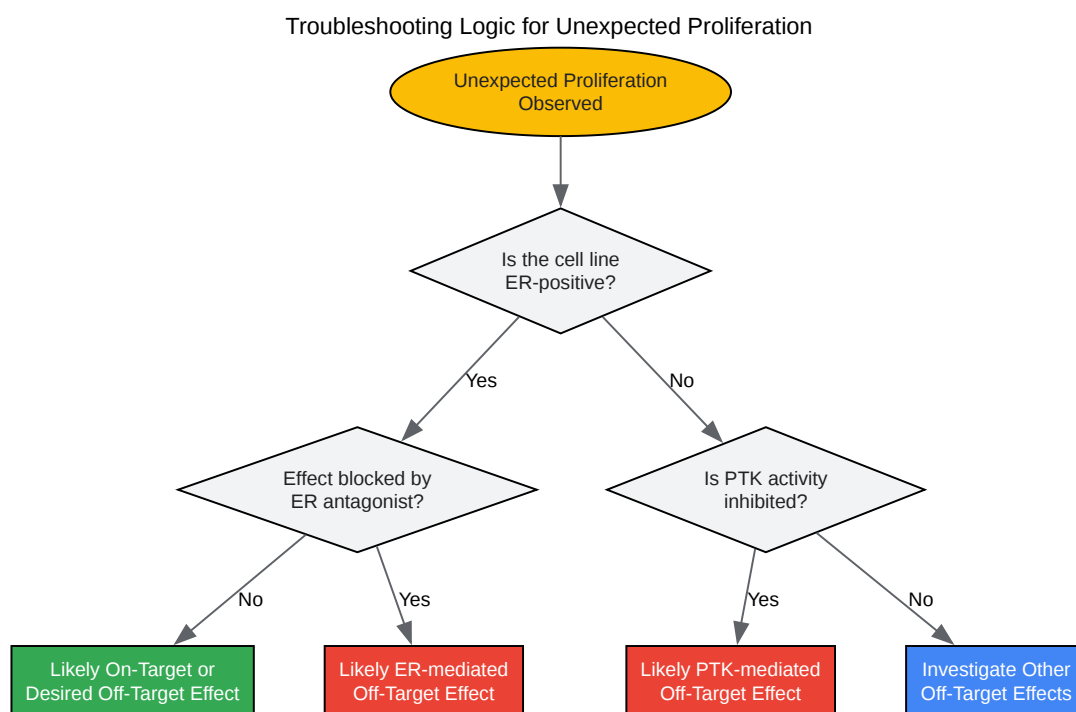 Troubleshooting Logic for Unexpected Proliferation
Unexpected Proliferation
Observed
Is the cell line
ER-positive?
Yes
No
Effect blocked by
ER antagonist?
Is PTK activity
inhibited?
No
Yes
Yes
No
Likely On-Target or
Desired Off-Target Effect
Likely ER-mediated
Off-Target Effect
Likely PTK-mediated
Off-Target Effect
Investigate Other
Off-Target Effects